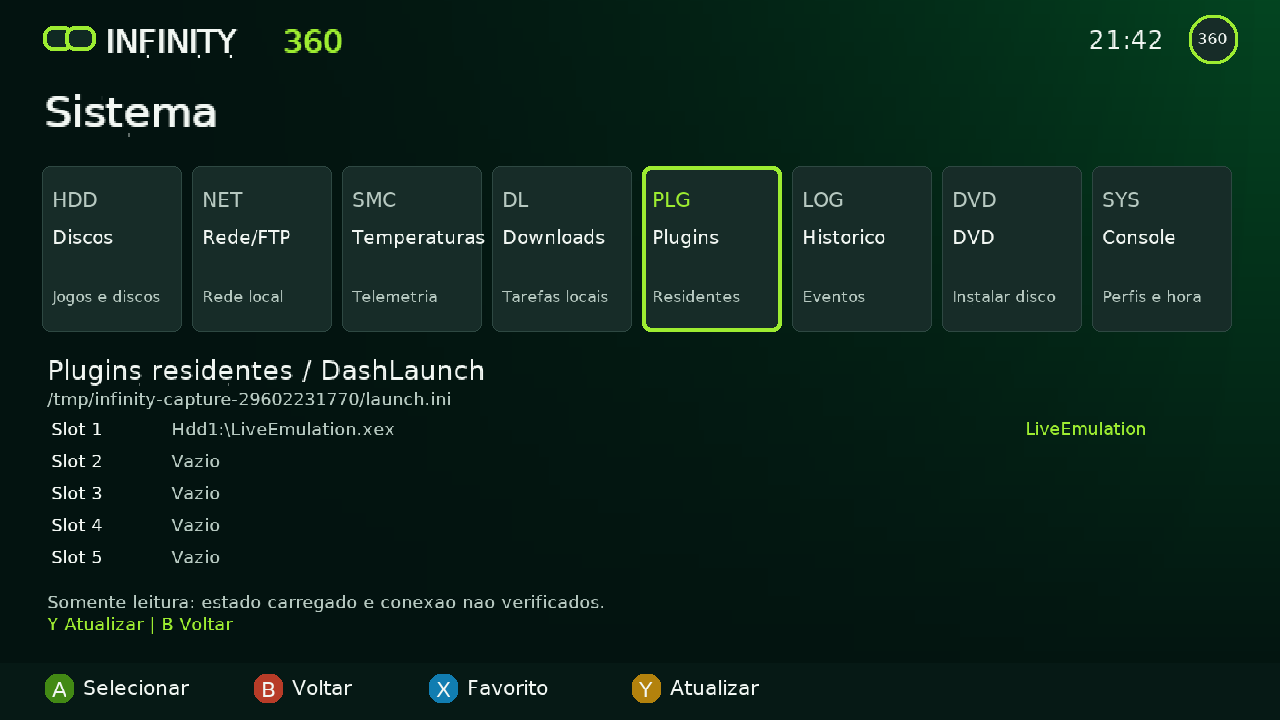 INFINITY 360 21:42 360
Sistema
HDD NET SMC DL PLG LOG DVD SYS
Discos Rede/FTP Temperaturas Downloads Plugins Historico DVD Console
Jogos e discos Rede local Telemetria Tarefas locais Residentes Eventos Instalar disco Perfis e hora
Plugins residentes / DashLaunch
/tmp/infinity-capture-29602231770/launch.ini
Slot 1 Hdd1:\LiveEmulation.xex LiveEmulation
Slot 2 Vazio
Slot 3 Vazio
Slot 4 Vazio
Slot 5 Vazio
Somente leitura: estado carregado e conexao nao verificados.
Y Atualizar | B Voltar
A Selecionar B Voltar X Favorito Y Atualizar